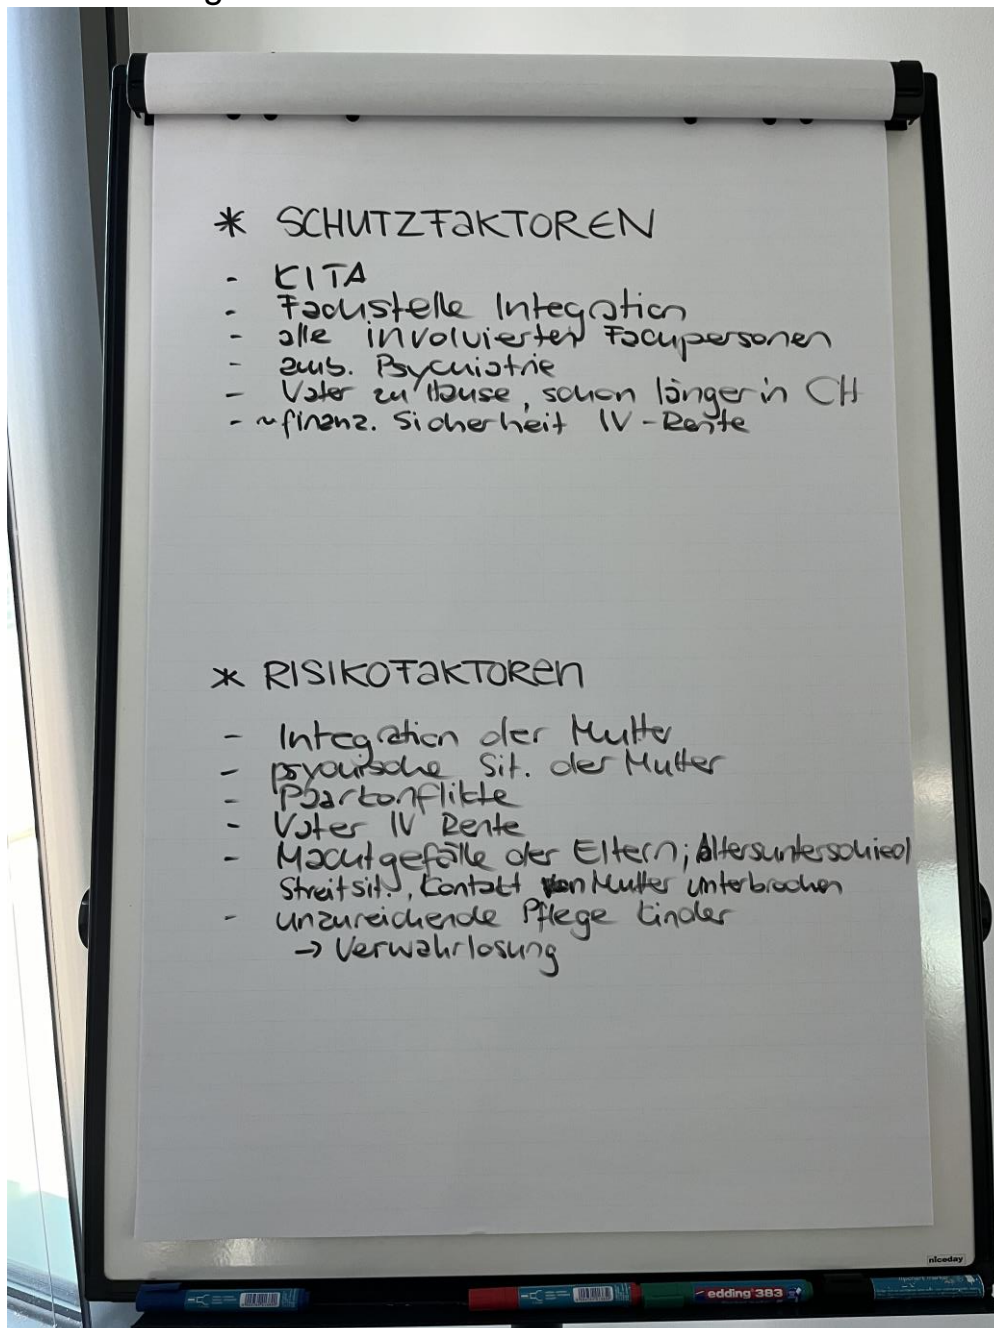 * SCHUTZFAKTOREN
- KITA
- Fachstelle Integration
- alle involvierten Fachpersonen
- amb. Psychiatrie
- Vater zu Hause, schon länger in CH
- ~ finanz. Sicherheit IV-Rente
* RISIKOFAKTOREN
- Integration der Mutter
- psychische Sit. der Mutter
- Paarkonflikte
- Vater IV Rente
- Machtgefälle der Eltern; Altersunterschied
Streitsit., Kontakt von Mutter unterbrochen
- unzureichende Pflege Kinder
→ Verwahrlosung
niceday
edding 383